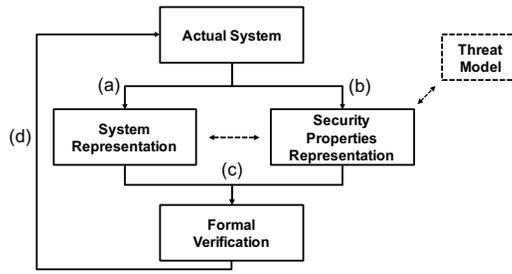 Actual System
Threat
Model
(a)
(b)
(d)
System
Representation
Security
Properties
Representation
(c)
Formal
Verification